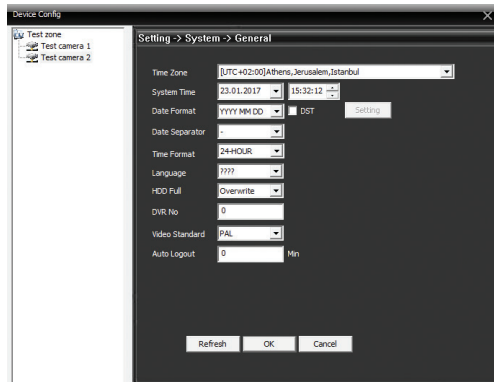 Device Config
Test zone
Test camera 1
Test camera 2
Setting -> System -> General
Time Zone [UTC+02:00]Athens,Jerusalem,Istanbul
System Time 23.01.2017 15:32:12
Date Format YYYY MM DD DST Setting
Date Separator -
Time Format 24-HOUR
Language ????
HDD Full Overwrite
DVR No 0
Video Standard PAL
Auto Logout 0 Min
Refresh OK Cancel